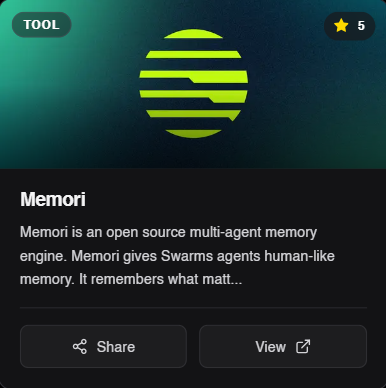 TOOL
5
Memori
Memori is an open source multi-agent memory
engine. Memori gives Swarms agents human-like
memory. It remembers what matt...
Share
View